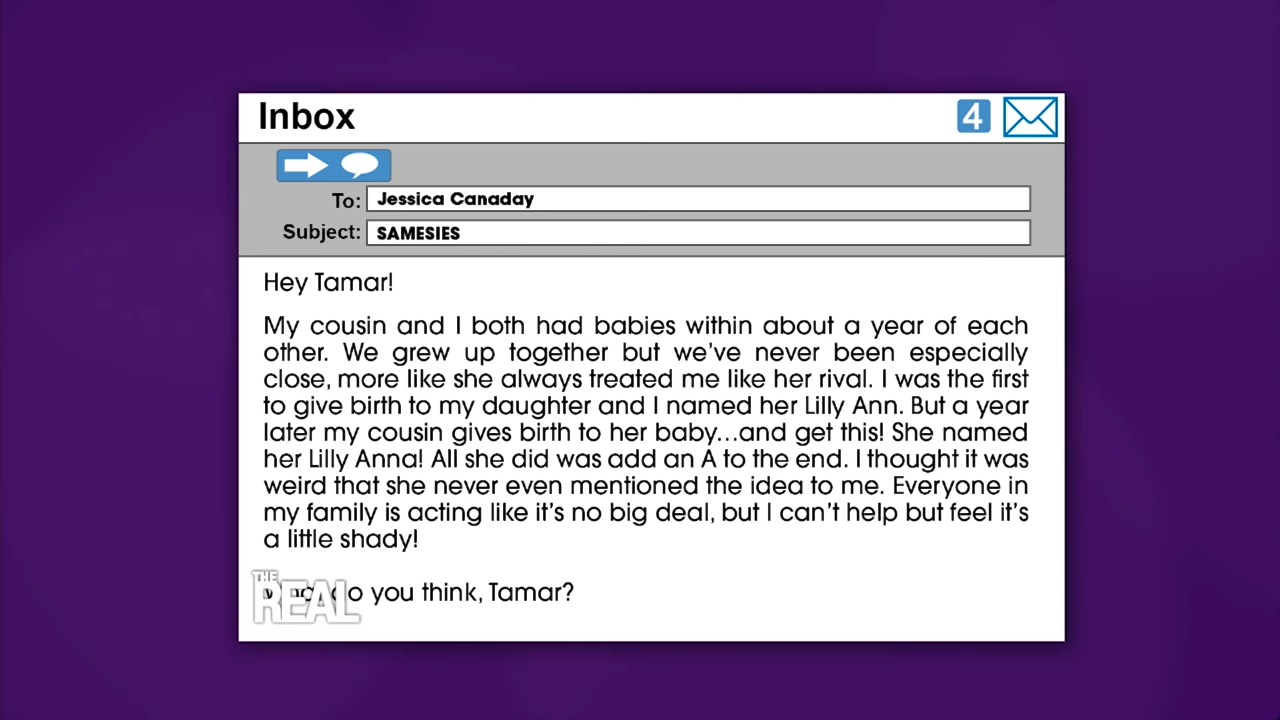 Inbox
4
To: Jessica Canaday
Subject: SAMESIES
Hey Tamar!
My cousin and I both had babies within about a year of each
other. We grew up together but we've never been especially
close, more like she always treated me like her rival. I was the first
to give birth to my daughter and I named her Lilly Ann. But a year
later my cousin gives birth to her baby...and get this! She named
her Lilly Anna! All she did was add an A to the end. I thought it was
weird that she never even mentioned the idea to me. Everyone in
my family is acting like it's no big deal, but I can't help but feel it's
a little shady!
do you think, Tamar?
THE
REAL